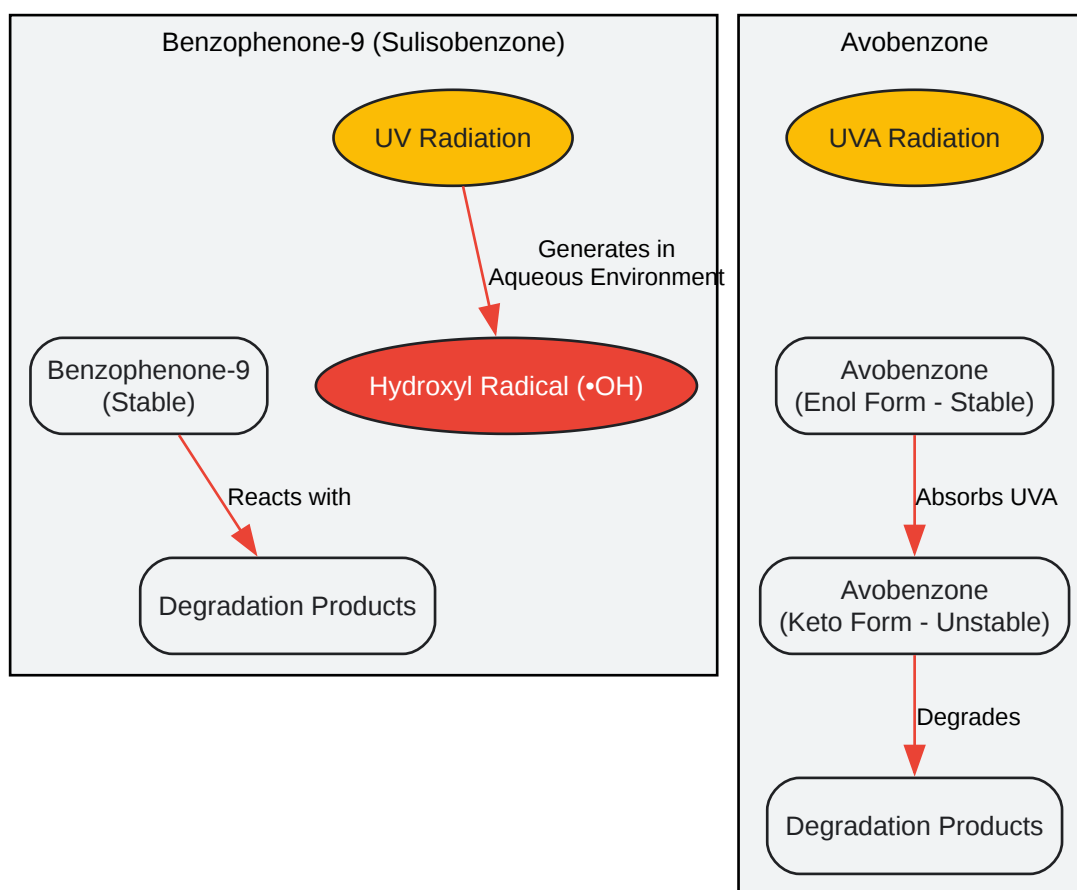 Benzophenone-9 (Sulisobenzone)
UV Radiation
Generates in
Aqueous Environment
Benzophenone-9
(Stable)
Hydroxyl Radical (•OH)
Reacts with
Degradation Products
Avobenzone
UVA Radiation
Avobenzone
(Enol Form - Stable)
Absorbs UVA
Avobenzone
(Keto Form - Unstable)
Degrades
Degradation Products